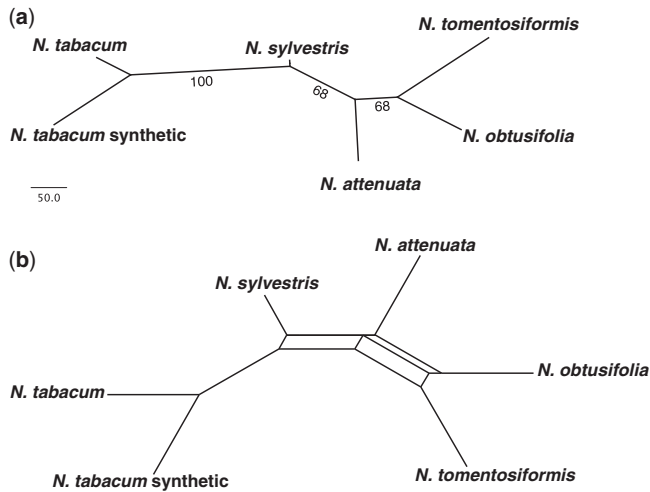 (a)
N. tabacum
N. sylvestris
N. tomentosiformis
100
68
68
N. tabacum synthetic
N. obtusifolia
N. attenuata
50.0
(b)
N. attenuata
N. sylvestris
N. obtusifolia
N. tabacum
N. tabacum synthetic
N. tomentosiformis